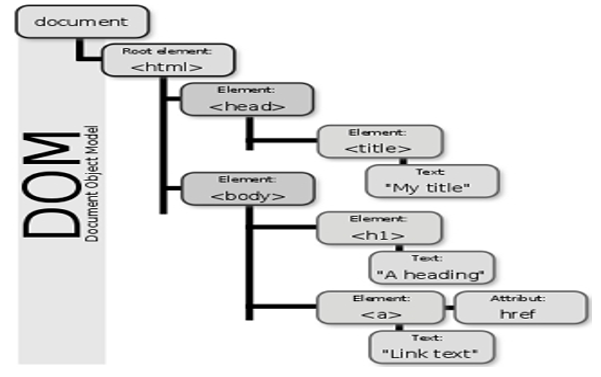 document
Root element:
<html>
Element:
<head>
Element:
<title>
Text:
"My title"
Element:
<body>
Element:
<h1>
Text:
"A heading"
Element:
<a>
Attribut:
href
Text:
"Link text"
DOM
Document Object Model